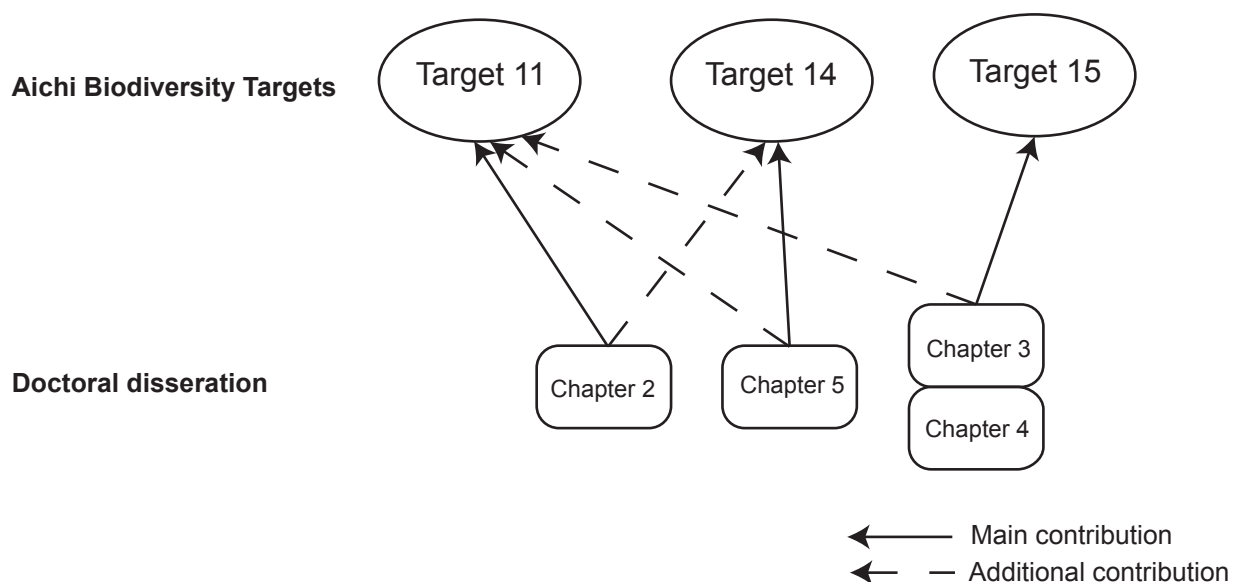 Aichi Biodiversity Targets
Target 11
Target 14
Target 15
Doctoral disseration
Chapter 2
Chapter 5
Chapter 3
Chapter 4
Main contribution
Additional contribution